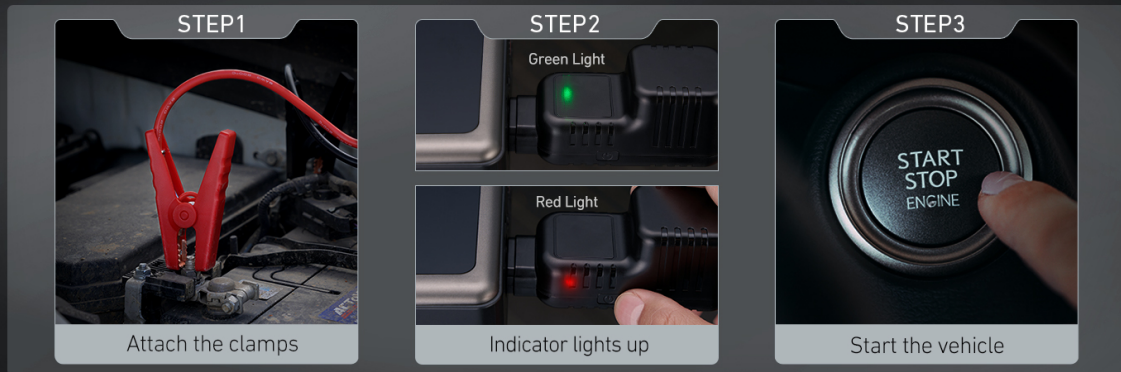 STEP1
Attach the clamps
STEP2
Green Light
Red Light
Indicator lights up
STEP3
START
STOP
ENGINE
Start the vehicle